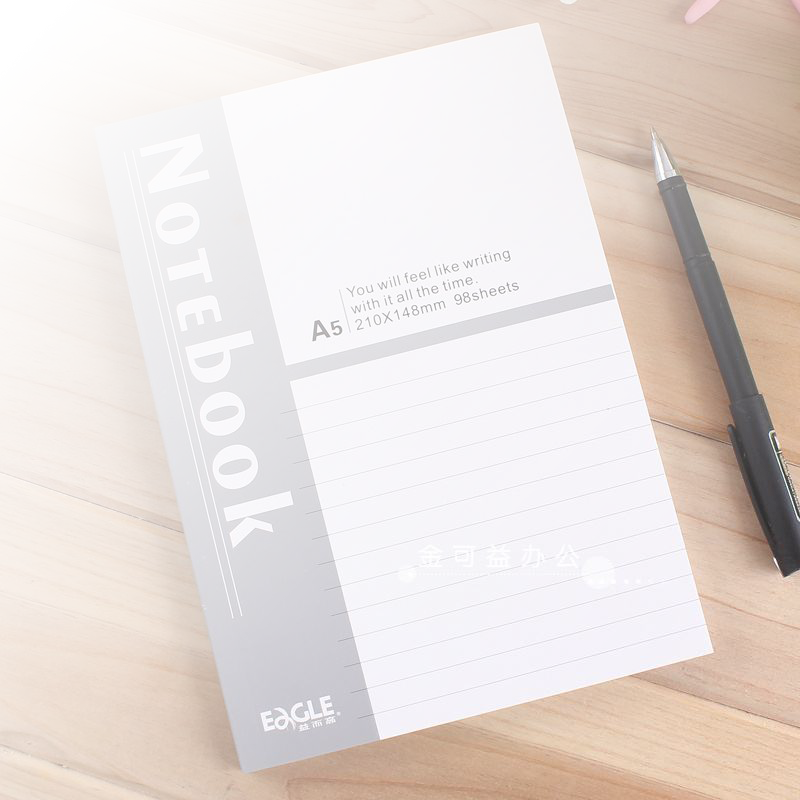 Notebook
You will feel like writing
with it all the time.
A5
210X148mm 98sheets
金可益办公
EAGLE®
益而高